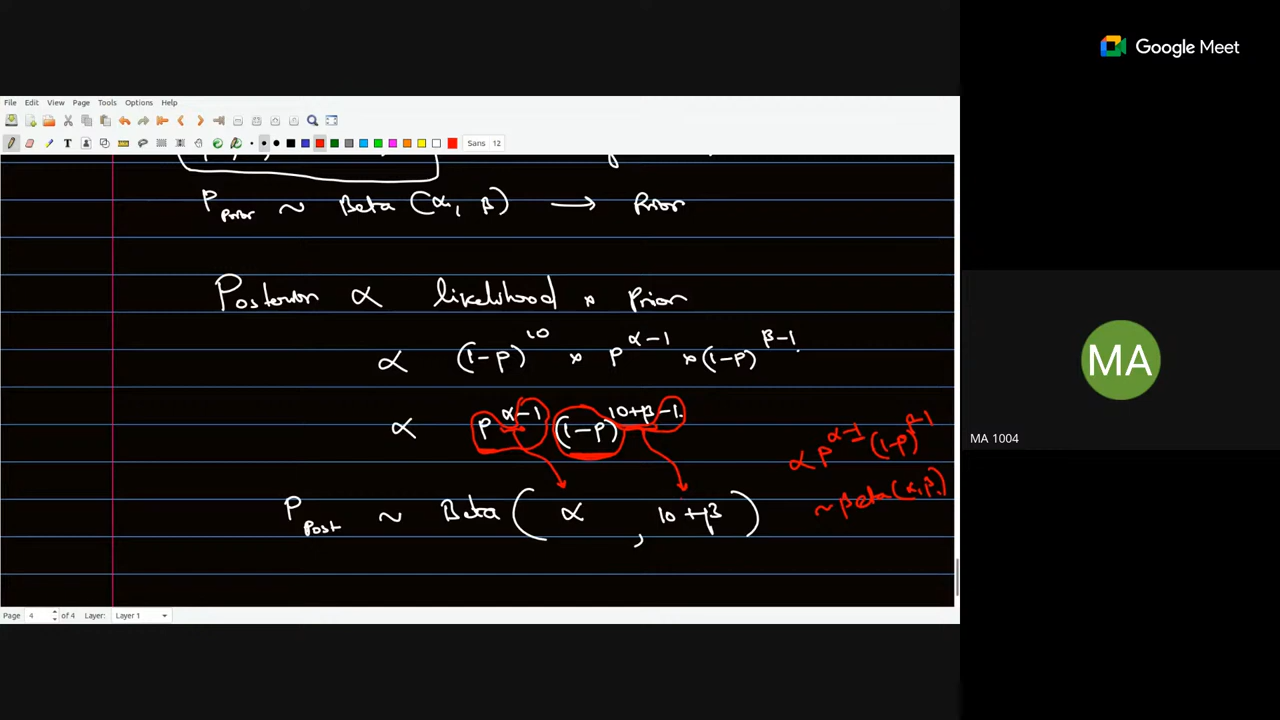 Google Meet
File Edit View Page Tools Options Help
Sans 12
P_prior ~ Beta (α, β) → Prior
Posterior ∝ likelihood × prior
∝ (1-p)^10 × p^(α-1) × (1-p)^(β-1)
∝ p^(α-1) (1-p)^(10+β-1)
∝ p^(α-1) (1-p)^(β-1)
~ Beta(α, β)
P_post ~ Beta ( α , 10+β )
MA
MA 1004
Page 4 of 4 Layer: Layer 1